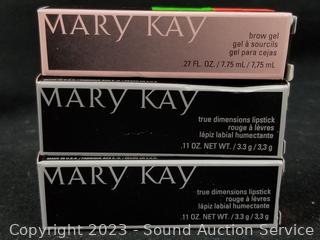 MARY KAY
brow gel
gel à sourcils
gel para cejas
.27 FL. OZ. / 7,75 mL / 7,75 mL
MARY KAY
true dimensions lipstick
rouge à lèvres
lápiz labial humectante
.11 OZ. NET WT. / 3.3 g / 3,3 g
MARY KAY
true dimensions lipstick
rouge à lèvres
lápiz labial humectante
.11 OZ. NET WT. / 3.3 g / 3,3 g
Copyright 2023 - Sound Auction Service